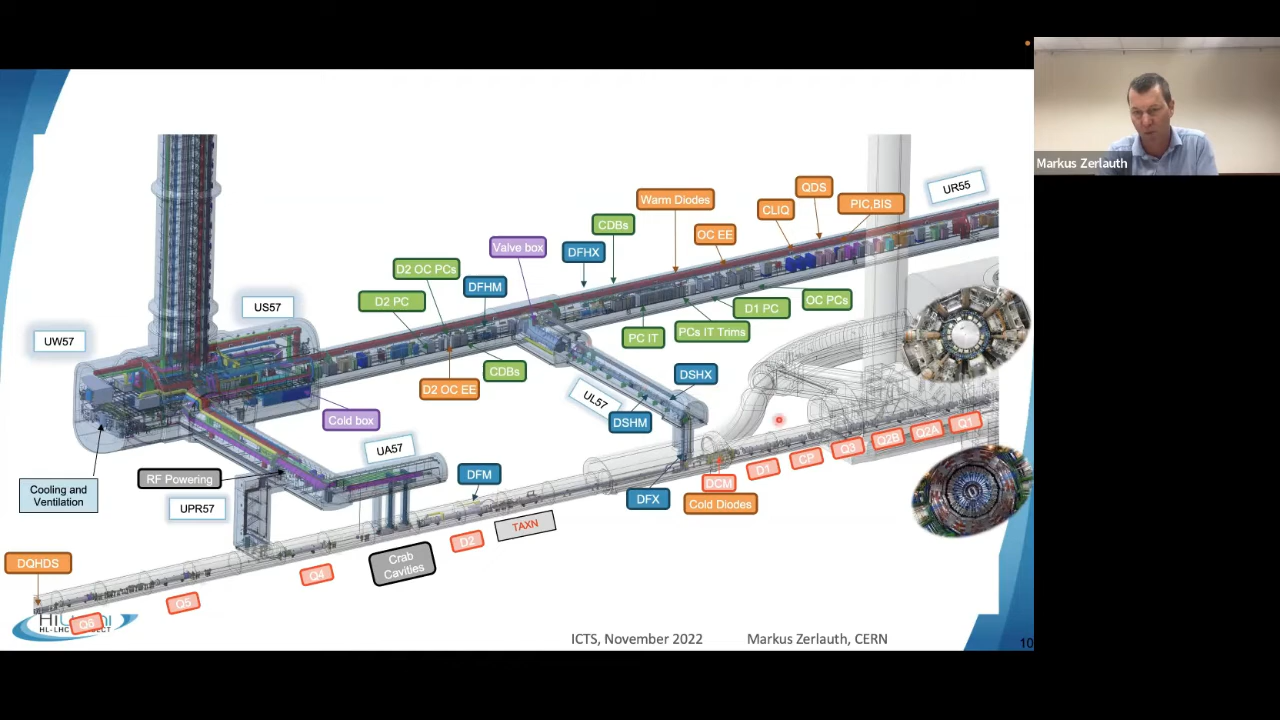 Markus Zerlauth
UR55
QDS
PIC,BIS
CLIQ
Warm Diodes
OC EE
CDBs
DFHX
Valve box
D2 OC PCs
DFHM
D2 PC
US57
UW57
OC PCs
D1 PC
PCs IT Trims
PC IT
CDBs
D2 OC EE
DSHX
UL57
DSHM
Cold box
UA57
RF Powering
Cooling and
Ventilation
UPR57
DFM
DFX
DCM
Cold Diodes
D1
CP
Q3
Q2B
Q2A
Q1
TAXN
D2
Crab
Cavities
Q4
DQHDS
Q5
Q6
ICTS, November 2022
Markus Zerlauth, CERN
10